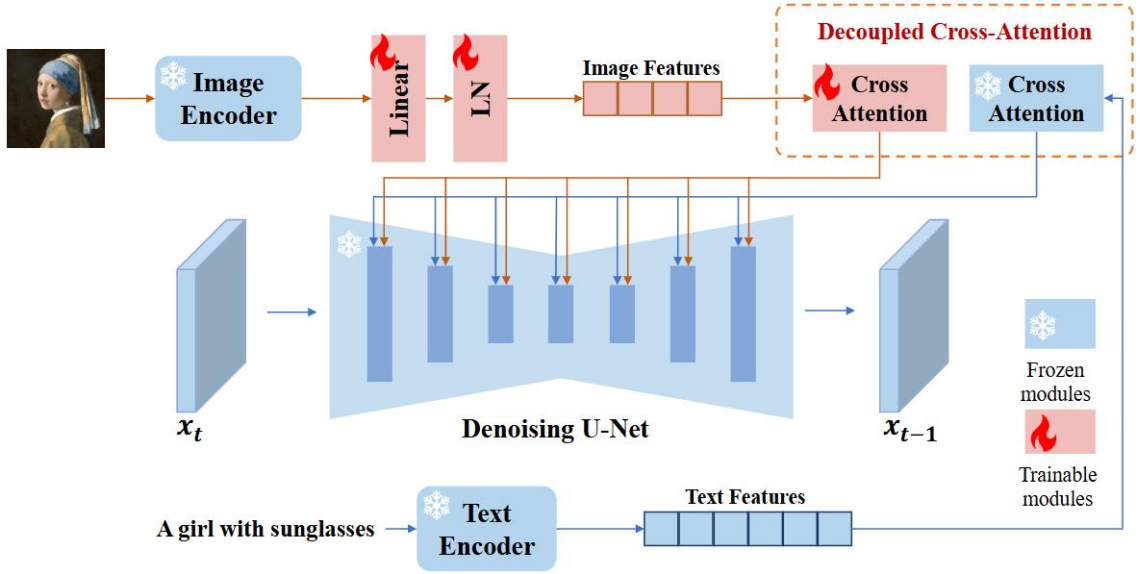 Decoupled Cross-Attention
Image
Encoder
Linear
LN
Image Features
Cross
Attention
Cross
Attention
x_t
Denoising U-Net
x_{t−1}
Frozen
modules
Trainable
modules
A girl with sunglasses
Text
Encoder
Text Features